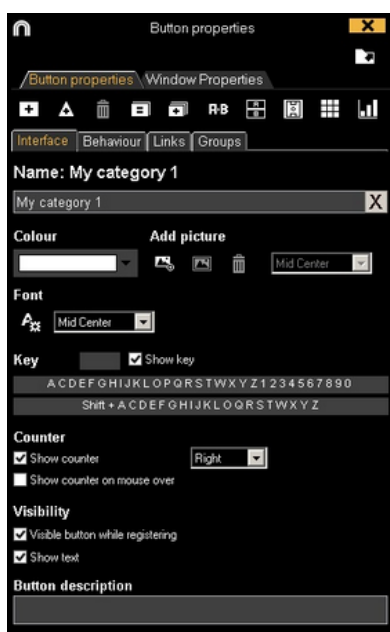 Button properties
X
Button properties Window Properties
A-B
Interface Behaviour Links Groups
Name: My category 1
My category 1 X
Colour Add picture
Mid Center
Font
Mid Center
Key Show key
A C D E F G H I J K L O P Q R S T W X Y Z 1 2 3 4 5 6 7 8 9 0
Shift + A C D E F G H I J K L O Q R S T W X Y Z
Counter
Show counter Right
Show counter on mouse over
Visibility
Visible button while registering
Show text
Button description